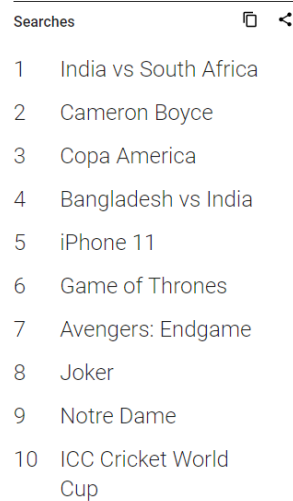 Searches
1 India vs South Africa
2 Cameron Boyce
3 Copa America
4 Bangladesh vs India
5 iPhone 11
6 Game of Thrones
7 Avengers: Endgame
8 Joker
9 Notre Dame
10 ICC Cricket World
Cup